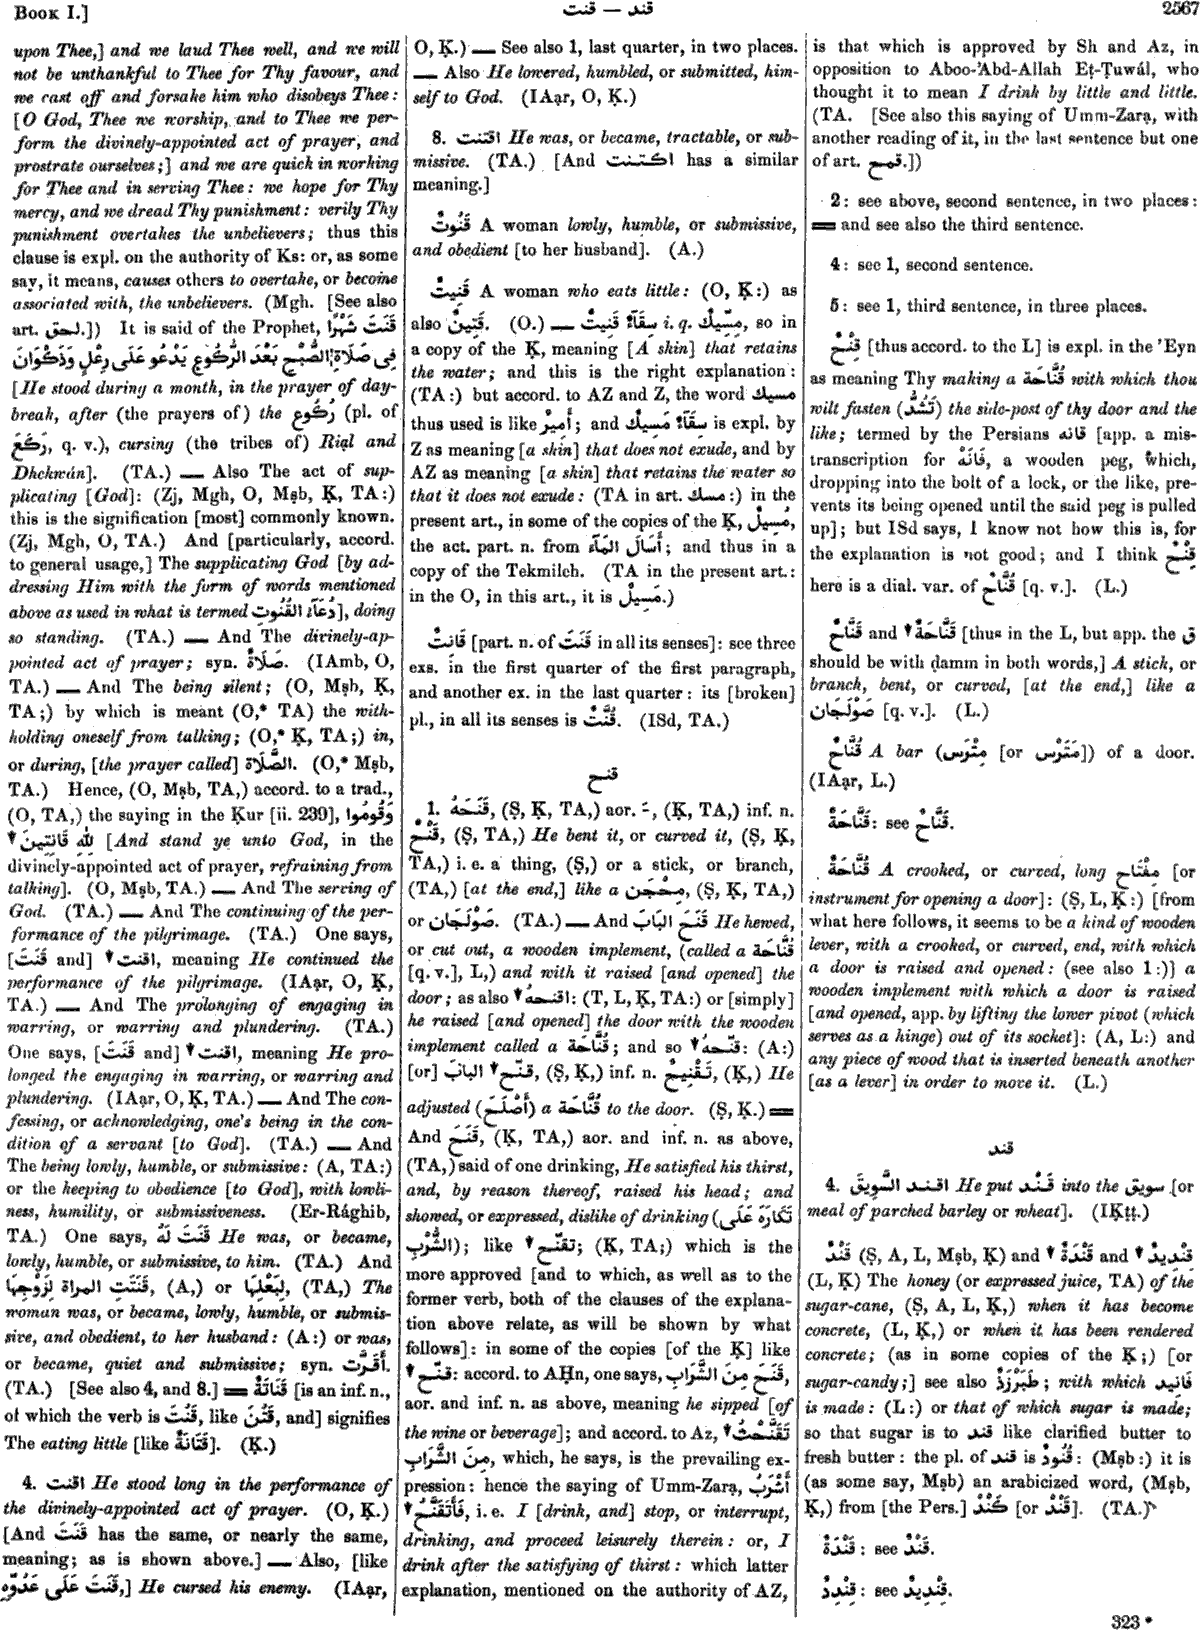 BOOK I.]
قنت — قند
2567
upon Thee,] and we laud Thee well, and we will
not be unthankful to Thee for Thy favour, and
we cast off and forsake him who disobeys Thee:
[O God, Thee we worship, and to Thee we per-
form the divinely-appointed act of prayer, and
prostrate ourselves;] and we are quick in working
for Thee and in serving Thee: we hope for Thy
mercy, and we dread Thy punishment: verily Thy
punishment overtakes the unbelievers; thus this
clause is expl. on the authority of Ks: or, as some
say, it means, causes others to overtake, or become
associated with, the unbelievers. (Mgh. [See also
art. لحق.]) It is said of the Prophet, قَنَتَ شَهْرًا
فِى صَلَاةِ ٱلصُّبْحِ بَعْدَ الرُّكُوعِ يَدْعُو عَلَى رِعْلٍ وَذَكْوَانَ
[He stood during a month, in the prayer of day-
break, after (the prayers of) the رُكُوع (pl. of
رَكْعَ, q. v.), cursing (the tribes of) Riạl and
Dhekwán]. (TA.) — Also The act of sup-
plicating [God]: (Zj, Mgh, O, Mṣb, Ḳ, TA:)
this is the signification [most] commonly known.
(Zj, Mgh, O, TA.) And [particularly, accord.
to general usage,] The supplicating God [by ad-
dressing Him with the form of words mentioned
above as used in what is termed دُعَآءُ القُنُوتِ], doing
so standing. (TA.) — And The divinely-ap-
pointed act of prayer; syn. صَلَاةٌ. (IAmb, O,
TA.) — And The being silent; (O, Mṣb, Ḳ,
TA;) by which is meant (O,* TA) the with-
holding oneself from talking; (O,* Ḳ, TA;) in,
or during, [the prayer called] الصَّلَاة. (O,* Mṣb,
TA.) Hence, (O, Mṣb, TA,) accord. to a trad.,
(O, TA,) the saying in the Ḳur [ii. 239], وَقُومُوا
لِلّٰهِ قَانِتِينَ [And stand ye unto God, in the
divinely-appointed act of prayer, refraining from
talking]. (O, Mṣb, TA.) — And The serving of
God. (TA.) — And The continuing of the per-
formance of the pilgrimage. (TA.) One says,
[قَنَتَ and] اقنت, meaning He continued the
performance of the pilgrimage. (IAạr, O, Ḳ,
TA.) — And The prolonging of engaging in
warring, or warring and plundering. (TA.)
One says, [قَنَتَ and] اقنت, meaning He pro-
longed the engaging in warring, or warring and
plundering. (IAạr, O, Ḳ, TA.) — And The con-
fessing, or acknowledging, one's being in the con-
dition of a servant [to God]. (TA.) — And
The being lowly, humble, or submissive: (A, TA:)
or the keeping to obedience [to God], with lowli-
ness, humility, or submissiveness. (Er-Rághib,
TA.) One says, قَنَتَ لَهُ He was, or became,
lowly, humble, or submissive, to him. (TA.) And
قَنَتَتِ المراة لِزَوْجِهَا, (A,) or لِبَعْلِهَا, (TA,) The
woman was, or became, lowly, humble, or submis-
sive, and obedient, to her husband: (A:) or was,
or became, quiet and submissive; syn. أَقَرَّت.
(TA.) [See also 4, and 8.] = قَنَاتَةٌ [is an inf. n.,
of which the verb is قَنُتَ, like قَتُنَ, and] signifies
The eating little [like قَتَانَةٌ]. (Ḳ.)
4. اقنت He stood long in the performance of
the divinely-appointed act of prayer. (O, Ḳ.)
[And قَنَتَ has the same, or nearly the same,
meaning; as is shown above.] — Also, [like
قَنَتَ عَلَى عَدُوِّهِ,] He cursed his enemy. (IAạr,
O, Ḳ.) — See also 1, last quarter, in two places.
— Also He lowered, humbled, or submitted, him-
self to God. (IAạr, O, Ḳ.)
8. اقتنت He was, or became, tractable, or sub-
missive. (TA.) [And اكتنت has a similar
meaning.]
قَنُوتٌ A woman lowly, humble, or submissive,
and obedient [to her husband]. (A.)
قَنِيتٌ A woman who eats little: (O, Ḳ:) as
also قَتِينٌ. (O.) — سِقَآءٌ قَنِيتٌ i. q. مِسِّيكٌ, so in
a copy of the Ḳ, meaning [A skin] that retains
the water; and this is the right explanation:
(TA:) but accord. to AZ and Z, the word مسيك
thus used is like أَمِيرٌ; and سِقَآءٌ مَسِيكٌ is expl. by
Z as meaning [a skin] that does not exude, and by
AZ as meaning [a skin] that retains the water so
that it does not exude: (TA in art. مسك:) in the
present art., in some of the copies of the Ḳ, مُسِيلٌ,
the act. part. n. from أَسَالَ المَآءَ; and thus in a
copy of the Tekmileh. (TA in the present art.:
in the O, in this art., it is مَسِيلٌ.)
قَانِتٌ [part. n. of قَنَتَ in all its senses]: see three
exs. in the first quarter of the first paragraph,
and another ex. in the last quarter: its [broken]
pl., in all its senses is قُنَّتٌ. (ISd, TA.)
قنح
1. قَنَحَهُ, (Ṣ, Ḳ, TA,) aor. ـَ, (Ḳ, TA,) inf. n.
قَنْحٌ, (Ṣ, TA,) He bent it, or curved it, (Ṣ, Ḳ,
TA,) i. e. a thing, (Ṣ,) or a stick, or branch,
(TA,) [at the end,] like a مِحْجَن, (Ṣ, Ḳ, TA,)
or صَوْلَجَان. (TA.) — And قَنَحَ البَابَ He hewed,
or cut out, a wooden implement, (called a قُنَّاحَة
[q. v.], L,) and with it raised [and opened] the
door; as also اقنحهُ: (T, L, Ḳ, TA:) or [simply]
he raised [and opened] the door with the wooden
implement called a قُنَّاحَة; and so قنّحهُ: (A:)
[or] قنّح البابَ, (Ṣ, Ḳ,) inf. n. تَقْنِيحٌ, (Ḳ,) He
adjusted (أَصْلَحَ) a قُنَّاحَة to the door. (Ṣ, Ḳ.) =
And قَنَحَ, (Ḳ, TA,) aor. and inf. n. as above,
(TA,) said of one drinking, He satisfied his thirst,
and, by reason thereof, raised his head; and
showed, or expressed, dislike of drinking (تَكَارَهَ عَلَى
الشُّرْبِ); like تقنّح; (Ḳ, TA;) which is the
more approved [and to which, as well as to the
former verb, both of the clauses of the explana-
tion above relate, as will be shown by what
follows]: in some of the copies [of the Ḳ] like
قنّح: accord. to AḤn, one says, قَنَحَ مِنَ الشَّرَابِ,
aor. and inf. n. as above, meaning he sipped [of
the wine or beverage]; and accord. to Az, تَقَنَّحْتُ
مِنَ الشَّرَابِ, which, he says, is the prevailing ex-
pression: hence the saying of Umm-Zarạ, أَشْرَبُ
فَأَتَقَنَّحُ, i. e. I [drink, and] stop, or interrupt,
drinking, and proceed leisurely therein: or, I
drink after the satisfying of thirst: which latter
explanation, mentioned on the authority of AZ,
is that which is approved by Sh and Az, in
opposition to Aboo-ʼAbd-Allah Eṭ-Ṭuwál, who
thought it to mean I drink by little and little.
(TA. [See also this saying of Umm-Zarạ, with
another reading of it, in the last sentence but one
of art. قمح.])
2: see above, second sentence, in two places:
= and see also the third sentence.
4: see 1, second sentence.
5: see 1, third sentence, in three places.
قِنْحٌ [thus accord. to the L] is expl. in the 'Eyn
as meaning Thy making a قُنَّاحَة with which thou
wilt fasten (تَشُدُّ) the side-post of thy door and the
like; termed by the Persians قانه [app. a mis-
transcription for فَانَهْ, a wooden peg, which,
dropping into the bolt of a lock, or the like, pre-
vents its being opened until the said peg is pulled
up]; but ISd says, I know not how this is, for
the explanation is not good; and I think قِنْحٌ
here is a dial. var. of قُنَّاحٌ [q. v.]. (L.)
قَنَّاحٌ and قَنَّاحَةٌ [thus in the L, but app. the ق
should be with ḍamm in both words,] A stick, or
branch, bent, or curved, [at the end,] like a
صَوْلَجَان [q. v.]. (L.)
قُنَّاحٌ A bar (مِتْرَس [or مَتَرْس]) of a door.
(IAạr, L.)
قَنَّاحَةٌ: see قَنَّاحٌ.
قُنَّاحَةٌ A crooked, or curved, long مِفْتَاح [or
instrument for opening a door]: (Ṣ, L, Ḳ:) [from
what here follows, it seems to be a kind of wooden
lever, with a crooked, or curved, end, with which
a door is raised and opened: (see also 1:)] a
wooden implement with which a door is raised
[and opened, app. by lifting the lower pivot (which
serves as a hinge) out of its socket]: (A, L:) and
any piece of wood that is inserted beneath another
[as a lever] in order to move it. (L.)
قند
4. اقند السَّوِيقَ He put قَنْد into the سويق [or
meal of parched barley or wheat]. (IḲṭṭ.)
قَنْدٌ (Ṣ, A, L, Mṣb, Ḳ) and قَنْدَةٌ and قِنْدِيدٌ
(L, Ḳ) The honey (or expressed juice, TA) of the
sugar-cane, (Ṣ, A, L, Ḳ,) when it has become
concrete, (L, Ḳ,) or when it has been rendered
concrete; (as in some copies of the Ḳ;) [or
sugar-candy;] see also طَبَرْزَذٌ; with which فَانِيد
is made: (L:) or that of which sugar is made;
so that sugar is to قند like clarified butter to
fresh butter: the pl. of قند is قُنُودٌ: (Mṣb:) it is
(as some say, Mṣb) an arabicized word, (Mṣb,
Ḳ,) from [the Pers.] كَنْدْ [or قَنْدْ]. (TA.)
قَنْدَةٌ: see قَنْدٌ.
قِنْدِدٌ: see قِنْدِيدٌ.
323 *